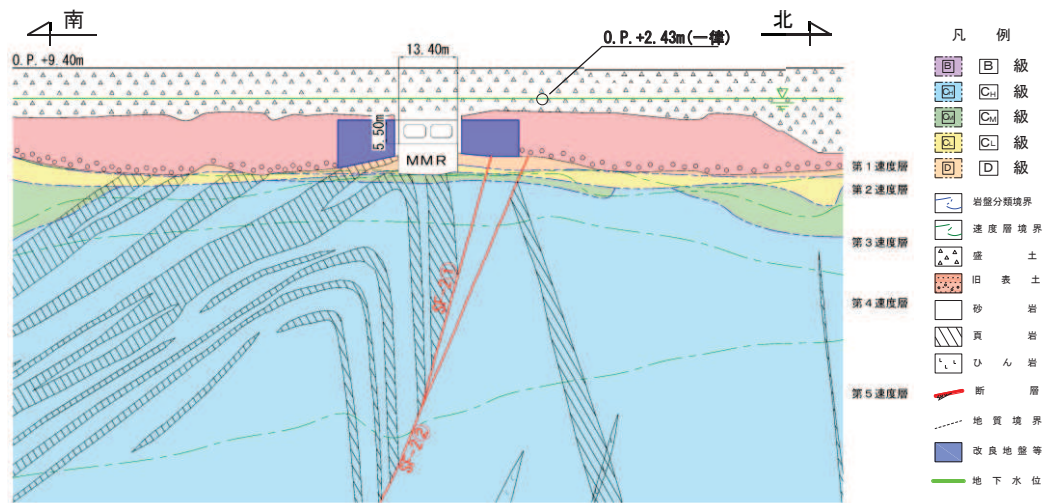 南
北
O.P.+9.40m
13.40m
O.P.+2.43m(一律)
5.50m
MMR
第1速度層
第2速度層
第3速度層
第4速度層
第5速度層
凡 例
B B 級
CH CH 級
CM CM 級
CL CL 級
D D 級
岩盤分類境界
速度層境界
盛 土
旧 表 土
砂 岩
頁 岩
ひ ん 岩
断 層
地 質 境 界
改 良 地 盤 等
地 下 水 位